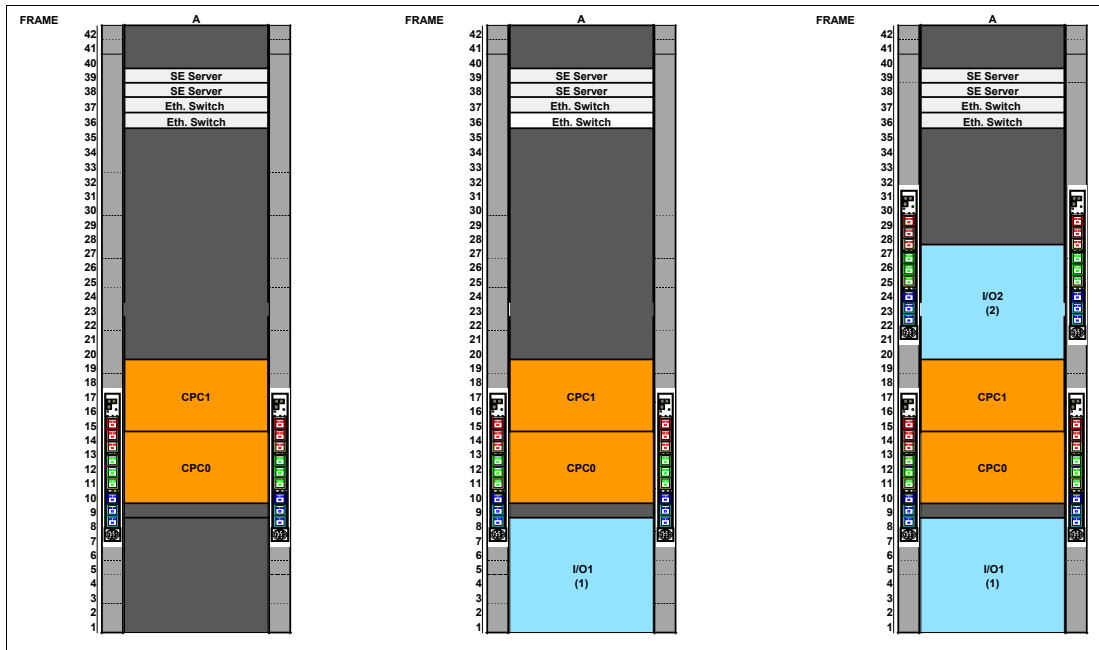 FRAME A FRAME A FRAME A
42 42 42
41 41 41
40 40 40
39 SE Server 39 SE Server 39 SE Server
38 SE Server 38 SE Server 38 SE Server
37 Eth. Switch 37 Eth. Switch 37 Eth. Switch
36 Eth. Switch 36 Eth. Switch 36 Eth. Switch
35 35 35
34 34 34
33 33 33
32 32 32
31 31 31
30 30 30
29 29 29
28 28 28
27 27 27
26 26 26
25 25 25
24 24 24 I/O2
23 23 23 (2)
22 22 22
21 21 21
20 20 20
19 19 19
18 18 18
17 CPC1 17 CPC1 17 CPC1
16 16 16
15 15 15
14 14 14
13 13 13
12 CPC0 12 CPC0 12 CPC0
11 11 11
10 10 10
9 9 9
8 8 8
7 7 7
6 6 6
5 5 I/O1 5 I/O1
4 4 (1) 4 (1)
3 3 3
2 2 2
1 1 1